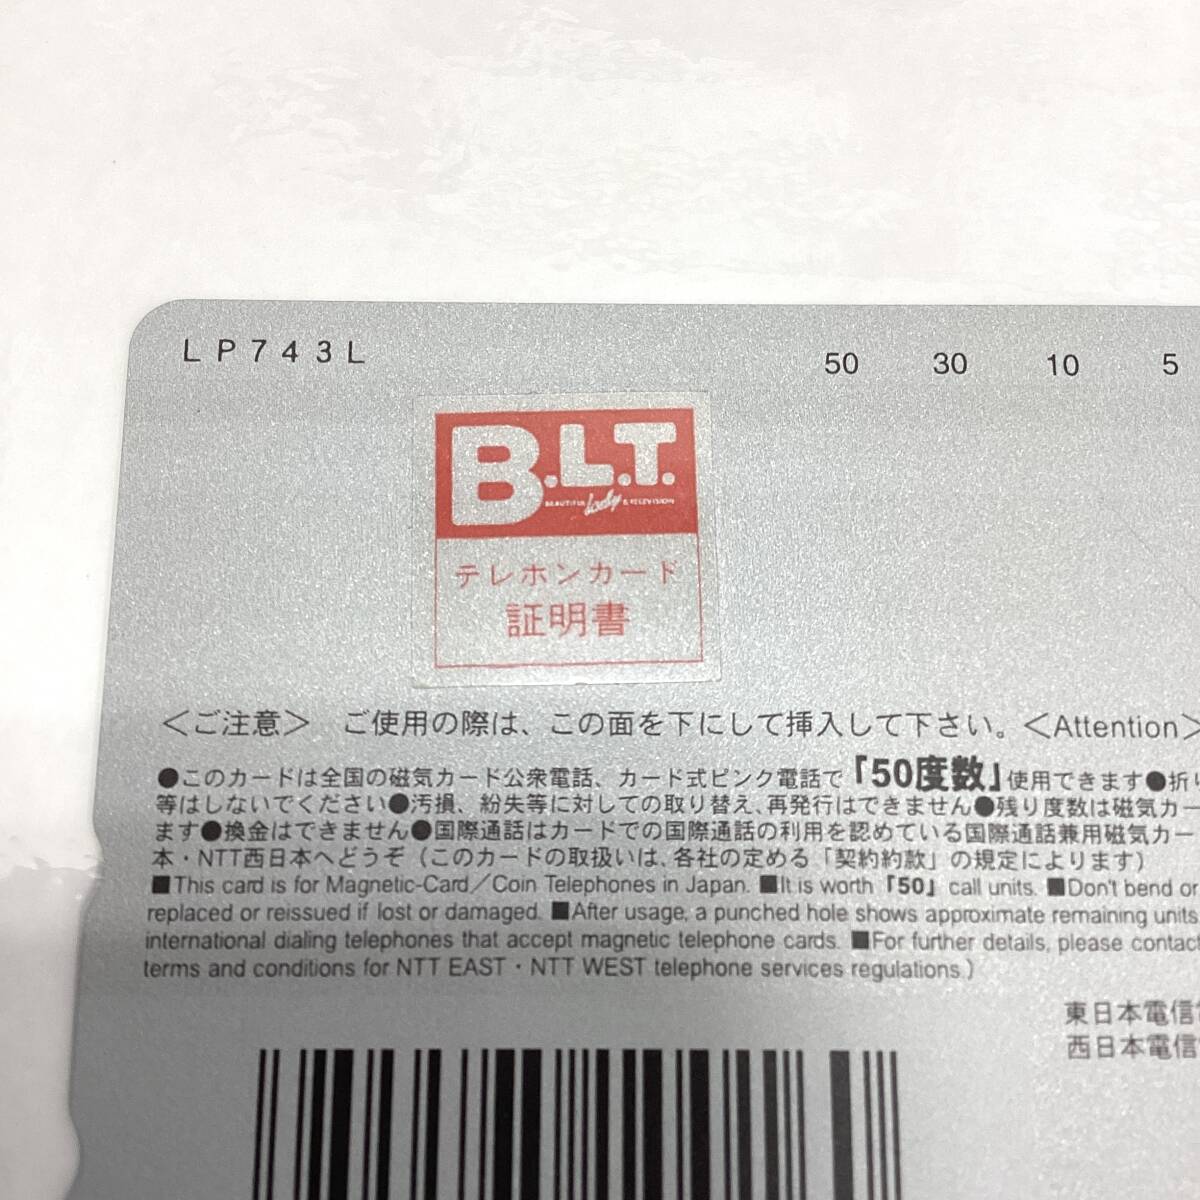 LP743L
50 30 10 5
B.L.T.
BEAUTIFUL Lady & TELEVISION
テレホンカード
証明書
＜ご注意＞ ご使用の際は、この面を下にして挿入して下さい。＜Attention＞
●このカードは全国の磁気カード公衆電話、カード式ピンク電話で「50度数」使用できます●折り
等はしないでください●汚損、紛失等に対しての取り替え、再発行はできません●残り度数は磁気カー
ます●換金はできません●国際通話はカードでの国際通話の利用を認めている国際通話兼用磁気カー
本・NTT西日本へどうぞ（このカードの取扱いは、各社の定める「契約約款」の規定によります）
■This card is for Magnetic-Card／Coin Telephones in Japan. ■It is worth「50」call units. ■Don't bend or
replaced or reissued if lost or damaged. ■After usage, a punched hole shows approximate remaining units.
international dialing telephones that accept magnetic telephone cards. ■For further details, please contact
terms and conditions for NTT EAST・NTT WEST telephone services regulations.)
東日本電信
西日本電信